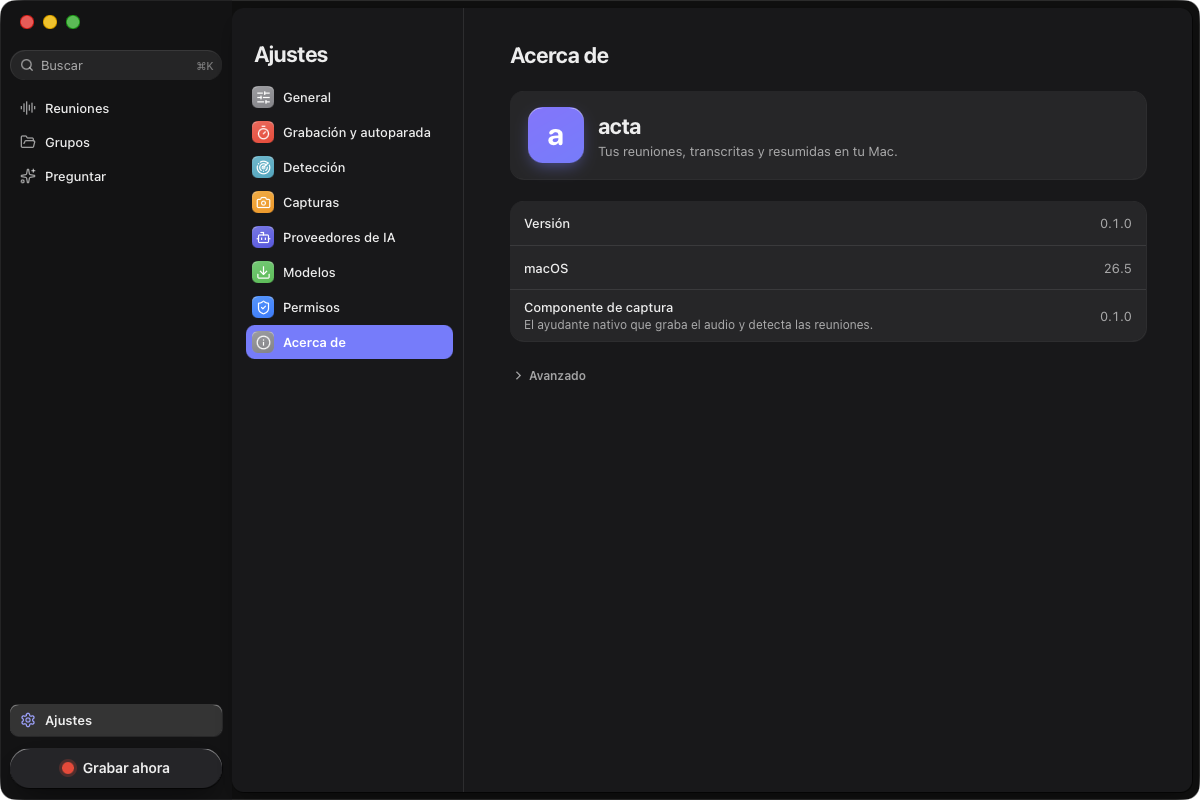 Buscar ⌘K
Reuniones
Grupos
Preguntar
Ajustes
Grabar ahora
Ajustes
General
Grabación y autoparada
Detección
Capturas
Proveedores de IA
Modelos
Permisos
Acerca de
Acerca de
a
acta
Tus reuniones, transcritas y resumidas en tu Mac.
Versión 0.1.0
macOS 26.5
Componente de captura
El ayudante nativo que graba el audio y detecta las reuniones.
0.1.0
Avanzado